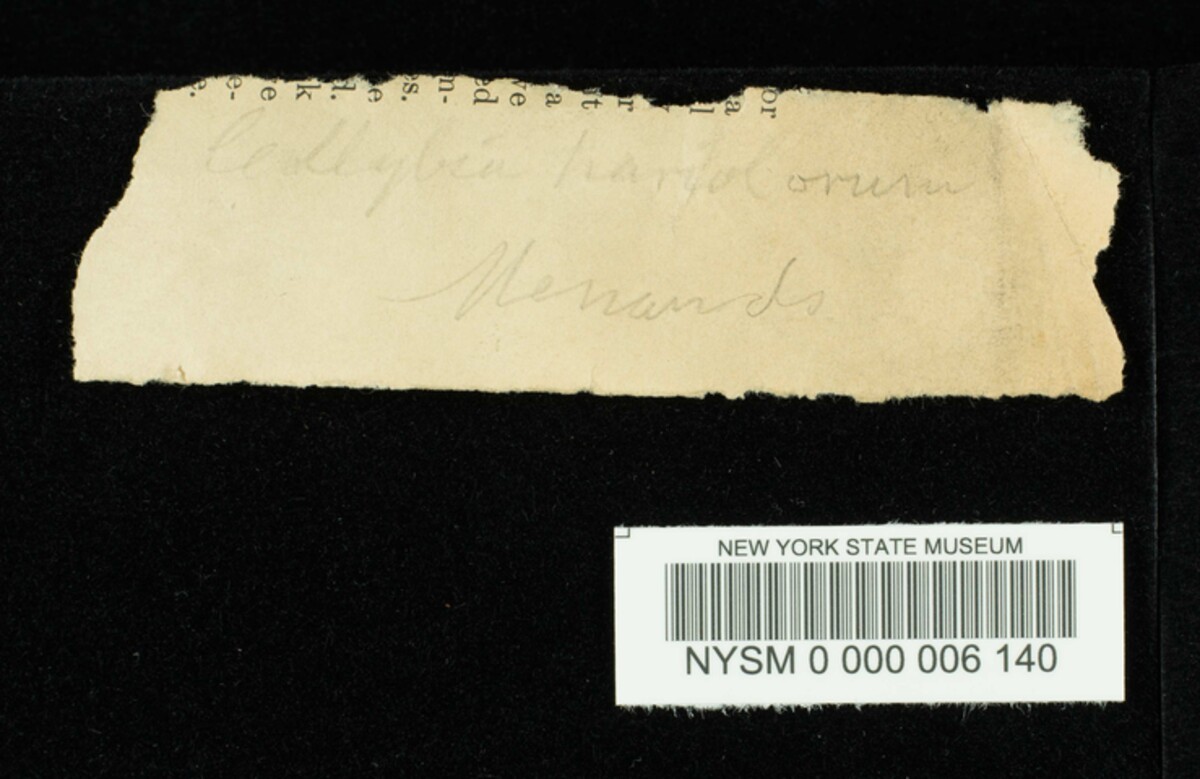 Collybia hariolorum
Menands
NEW YORK STATE MUSEUM
NYSM 0 000 006 140